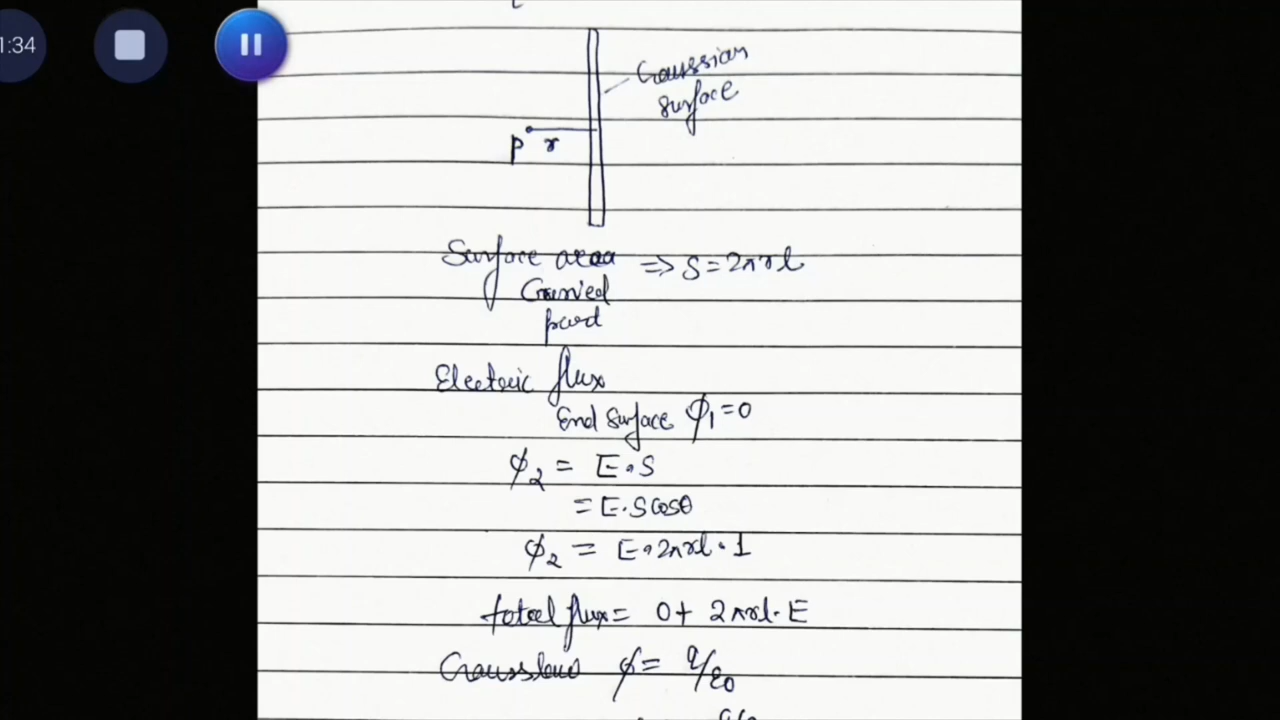 1:34
Gaussian
surface
P r
Surface area ⇒ S = 2πrl
Curved
part
Electric flux
End surface ϕ₁ = 0
ϕ₂ = E • S
= E. S cosθ
ϕ₂ = E • 2πrl • 1
total flux = 0 + 2πrl. E
Gauss law ϕ = q/ε₀